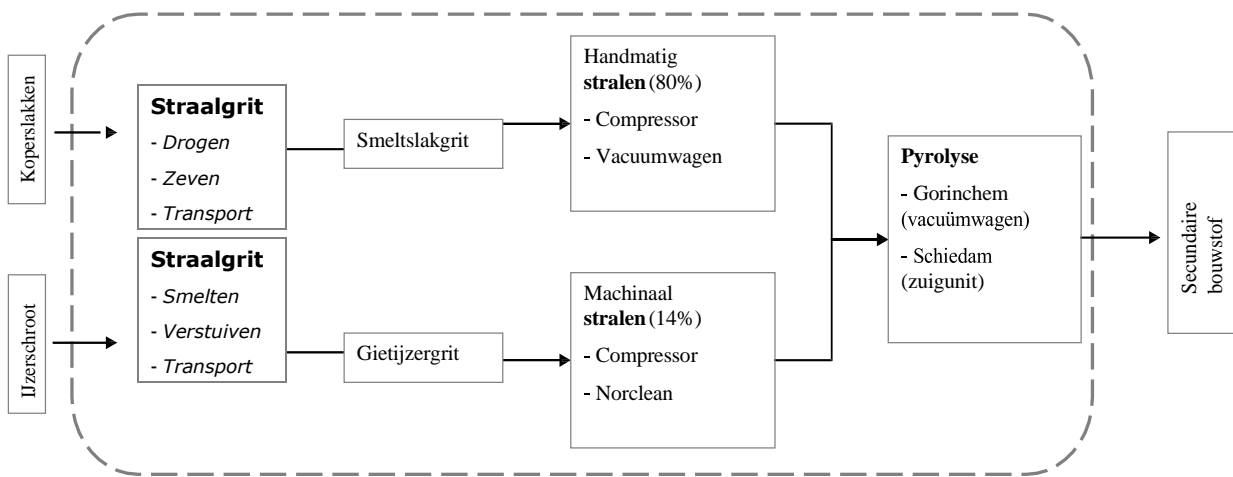 Koperslakken
Straalgrit
- Drogen
- Zeven
- Transport
Smeltslakgrit
Handmatig
stralen (80%)
- Compressor
- Vacuumwagen
IJzerschroot
Straalgrit
- Smelten
- Verstuiven
- Transport
Gietijzergrit
Machinaal
stralen (14%)
- Compressor
- Norclean
Pyrolyse
- Gorinchem
(vacuümwagen)
- Schiedam
(zuigunit)
Secundaire
bouwstof